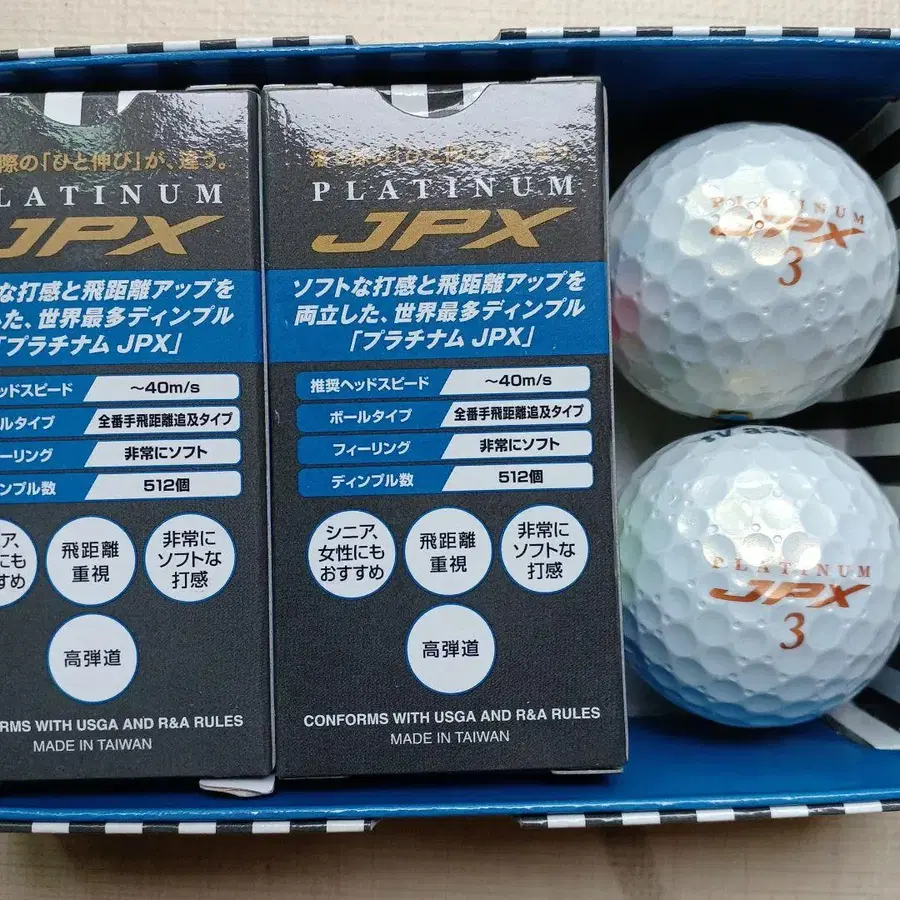 際の「ひと伸び」が、違う。
PLATINUM
JPX
な打感と飛距離アップを
した、世界最多ディンプル
「プラチナム JPX」
ッドスピード ～40m/s
ールタイプ 全番手飛距離追及タイプ
ーリング 非常にソフト
ンプル数 512個
飛距離
重視
非常に
ソフトな
打感
高弾道
RMS WITH USGA AND R&A RULES
MADE IN TAIWAN
際の「ひと伸び」が、違う。
PLATINUM
JPX
ソフトな打感と飛距離アップを
両立した、世界最多ディンプル
「プラチナム JPX」
推奨ヘッドスピード ～40m/s
ボールタイプ 全番手飛距離追及タイプ
フィーリング 非常にソフト
ディンプル数 512個
シニア、
女性にも
おすすめ
飛距離
重視
非常に
ソフトな
打感
高弾道
CONFORMS WITH USGA AND R&A RULES
MADE IN TAIWAN
PLATINUM
JPX
3
PLATINUM
JPX
3